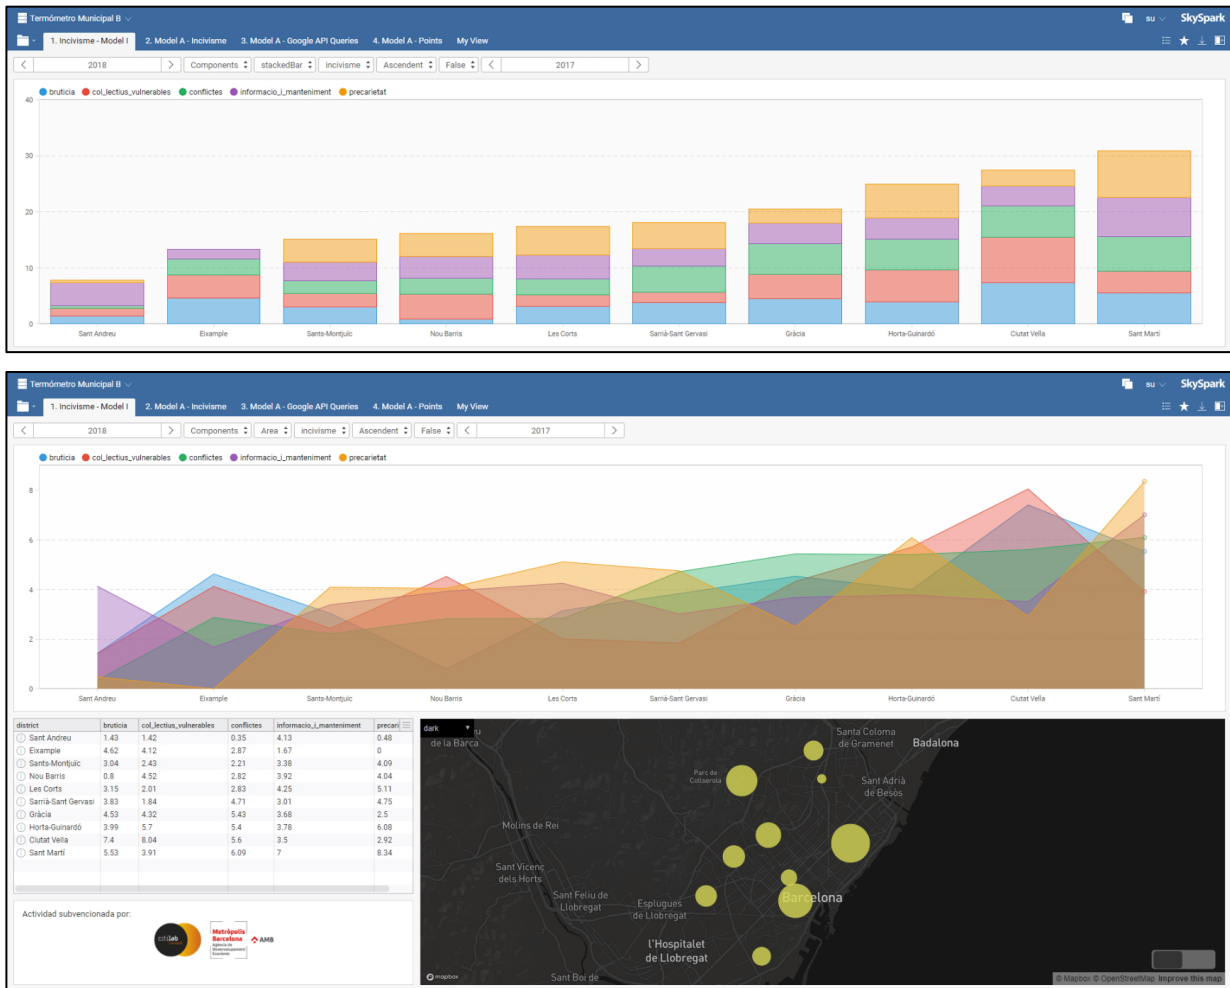 Termómetro Municipal B
su SkySpark
1. Incivisme - Model I 2. Model A - Incivisme 3. Model A - Google API Queries 4. Model A - Points My View
2018 Components stackedBar incivisme Ascendent False 2017
bruticia col_lectius_vulnerables conflictes informacio_i_manteniment precarietat
40
30
20
10
0
Sant Andreu Eixample Sants-Montjuïc Nou Barris Les Corts Sarrià-Sant Gervasi Gràcia Horta-Guinardó Ciutat Vella Sant Martí
Termómetro Municipal B
su SkySpark
1. Incivisme - Model I 2. Model A - Incivisme 3. Model A - Google API Queries 4. Model A - Points My View
2018 Components Area incivisme Ascendent False 2017
bruticia col_lectius_vulnerables conflictes informacio_i_manteniment precarietat
8
6
4
2
0
Sant Andreu Eixample Sants-Montjuïc Nou Barris Les Corts Sarrià-Sant Gervasi Gràcia Horta-Guinardó Ciutat Vella Sant Martí
district bruticia col_lectius_vulnerables conflictes informacio_i_manteniment precari
Sant Andreu 1.43 1.42 0.35 4.13 0.48
Eixample 4.62 4.12 2.87 1.67 0
Sants-Montjuïc 3.04 2.43 2.21 3.38 4.09
Nou Barris 0.8 4.52 2.82 3.92 4.04
Les Corts 3.15 2.01 2.83 4.25 5.11
Sarrià-Sant Gervasi 3.83 1.84 4.71 3.01 4.75
Gràcia 4.53 4.32 5.43 3.68 2.5
Horta-Guinardó 3.99 5.7 5.4 3.78 6.08
Ciutat Vella 7.4 8.04 5.6 3.5 2.92
Sant Martí 5.53 3.91 6.09 7 8.34
Actividad subvencionada por:
citilab
Metròpolis
Barcelona
Agència de
Desenvolupament
Econòmic
AMB
dark
de la Barca
Santa Coloma
de Gramenet
Badalona
Parc de
Collserola
Sant Adrià
de Besòs
Molins de Rei
Sant Vicenç
dels Horts
Sant Feliu de
Llobregat
Esplugues
de Llobregat
Barcelona
l'Hospitalet
de Llobregat
Sant Boi de
mapbox
© Mapbox © OpenStreetMap Improve this map